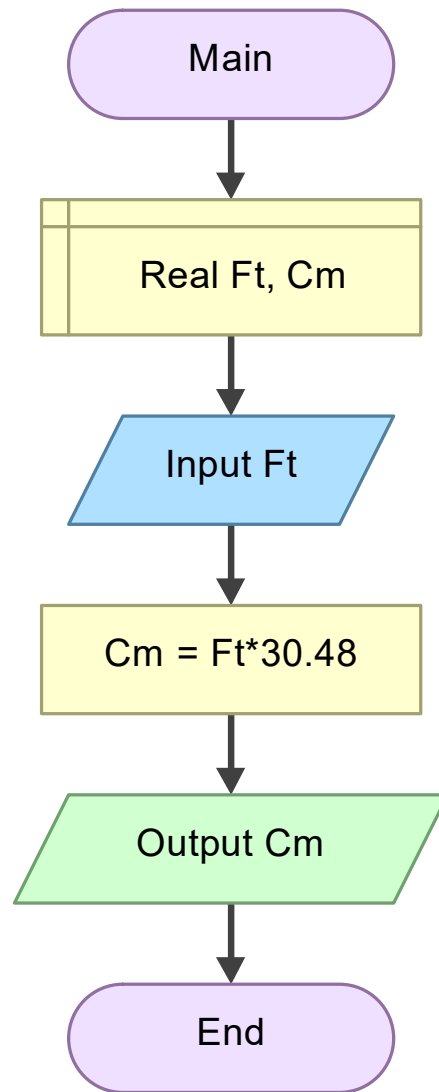 Main
Real Ft, Cm
Input Ft
Cm = Ft*30.48
Output Cm
End